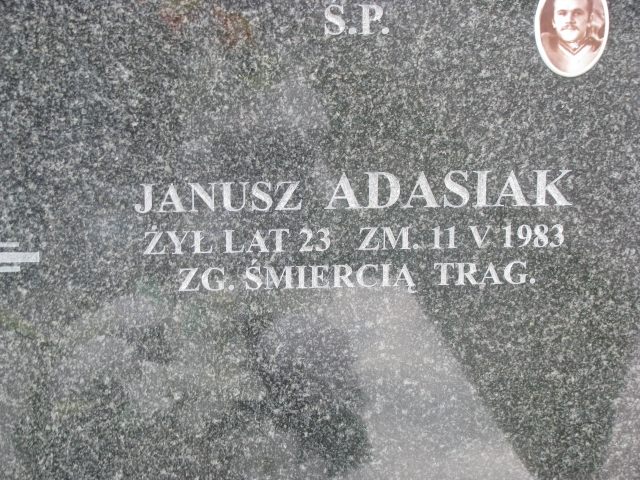 Ś.P.
JANUSZ ADASIAK
ŻYŁ LAT 23 ZM. 11 V 1983
ZG. ŚMIERCIĄ TRAG.